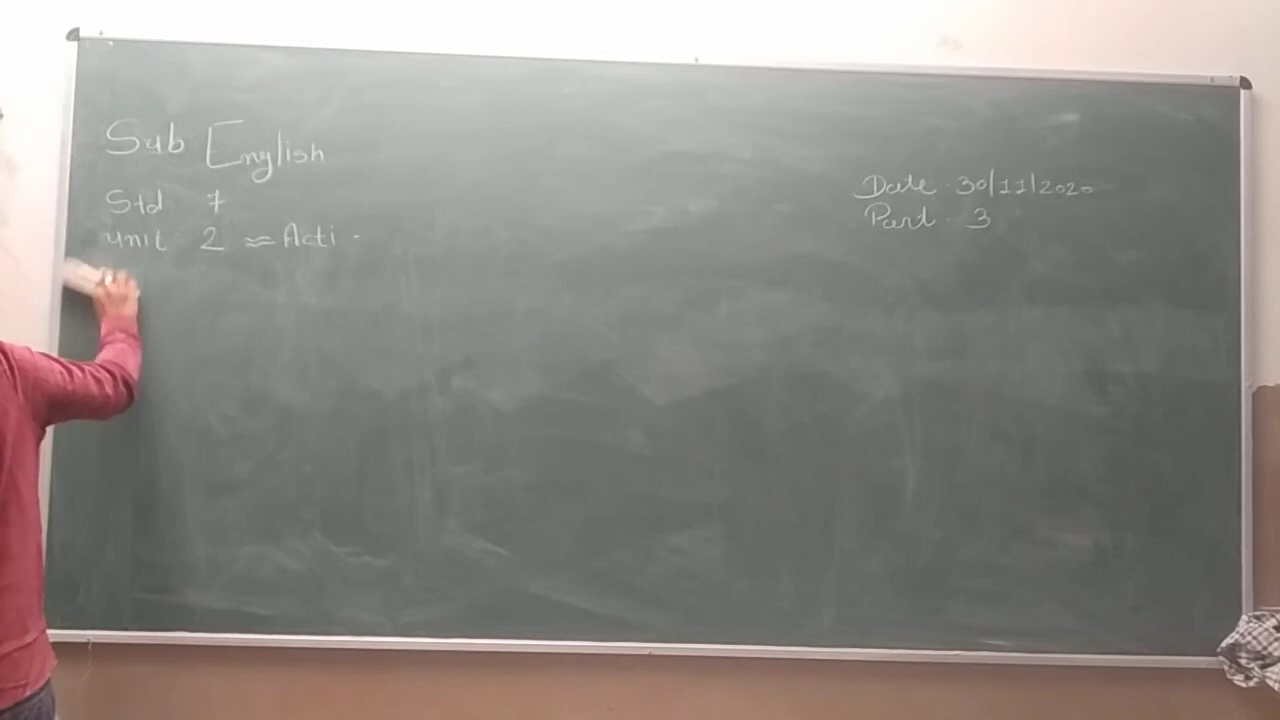 Sub English
Std 7
unit 2 ≈ Acti -
Date - 30/11/2020
Part - 3